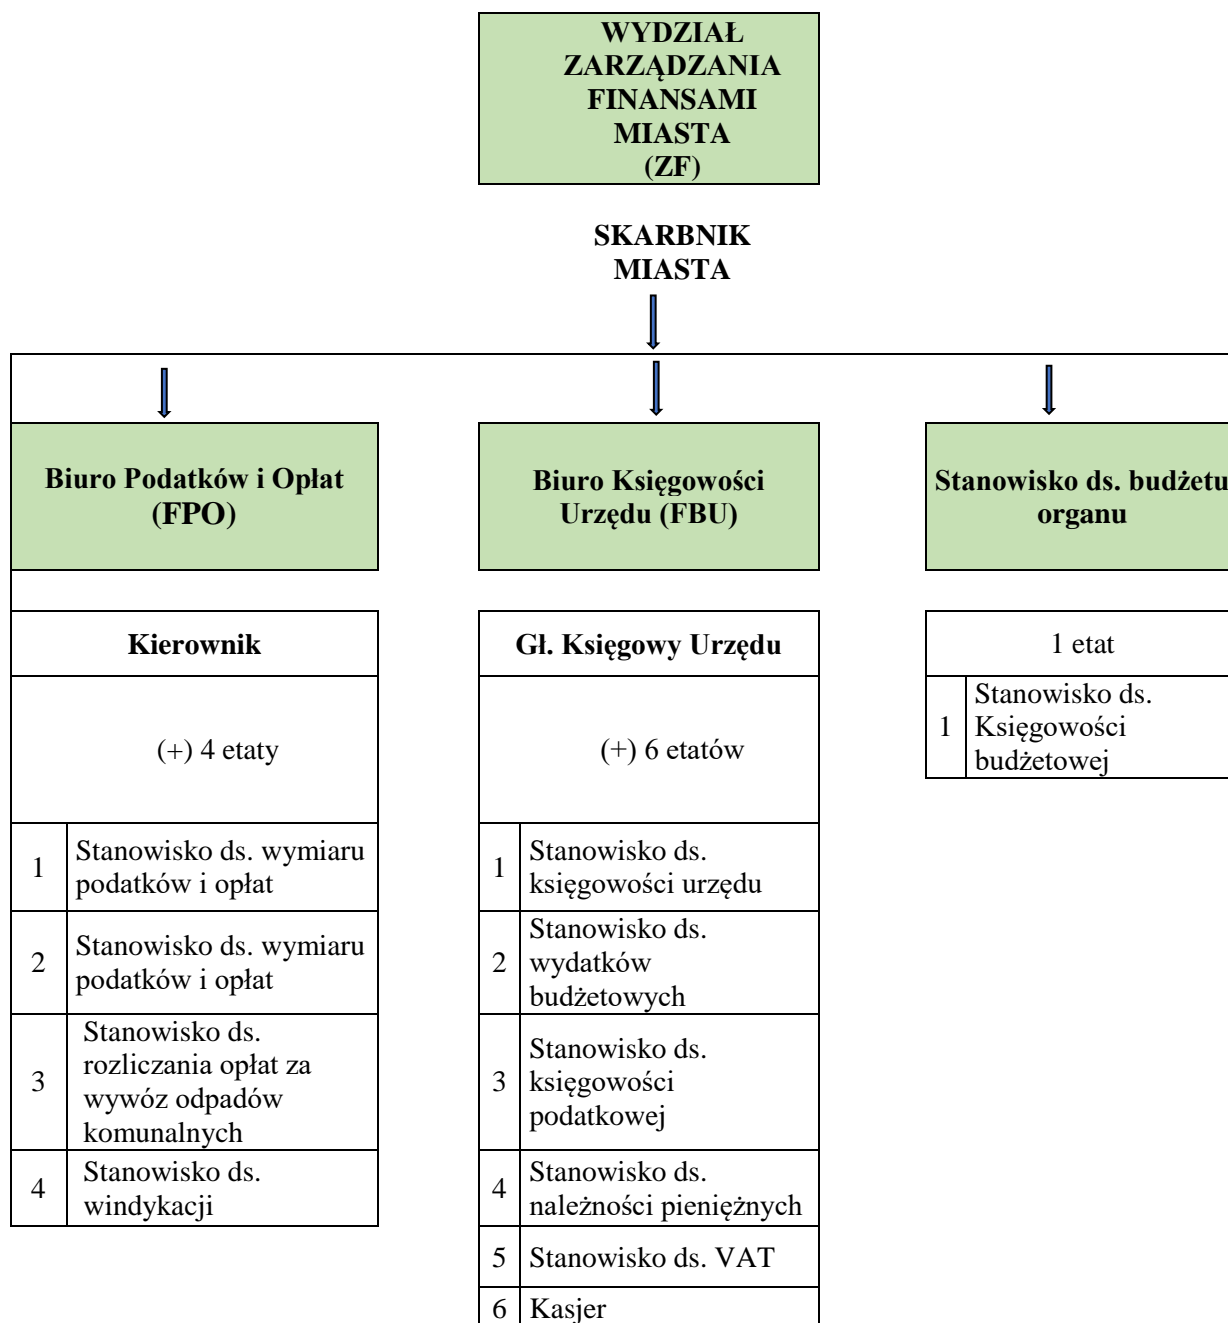 WYDZIAŁ
ZARZĄDZANIA
FINANSAMI
MIASTA
(ZF)
SKARBNIK
MIASTA
Biuro Podatków i Opłat
(FPO)
Biuro Księgowości
Urzędu (FBU)
Stanowisko ds. budżetu
organu
Kierownik
(+) 4 etaty
1 Stanowisko ds. wymiaru
podatków i opłat
2 Stanowisko ds. wymiaru
podatków i opłat
3 Stanowisko ds.
rozliczania opłat za
wywóz odpadów
komunalnych
4 Stanowisko ds.
windykacji
Gł. Księgowy Urzędu
(+) 6 etatów
1 Stanowisko ds.
księgowości urzędu
2 Stanowisko ds.
wydatków
budżetowych
3 Stanowisko ds.
księgowości
podatkowej
4 Stanowisko ds.
należności pieniężnych
5 Stanowisko ds. VAT
6 Kasjer
1 etat
1 Stanowisko ds.
Księgowości
budżetowej